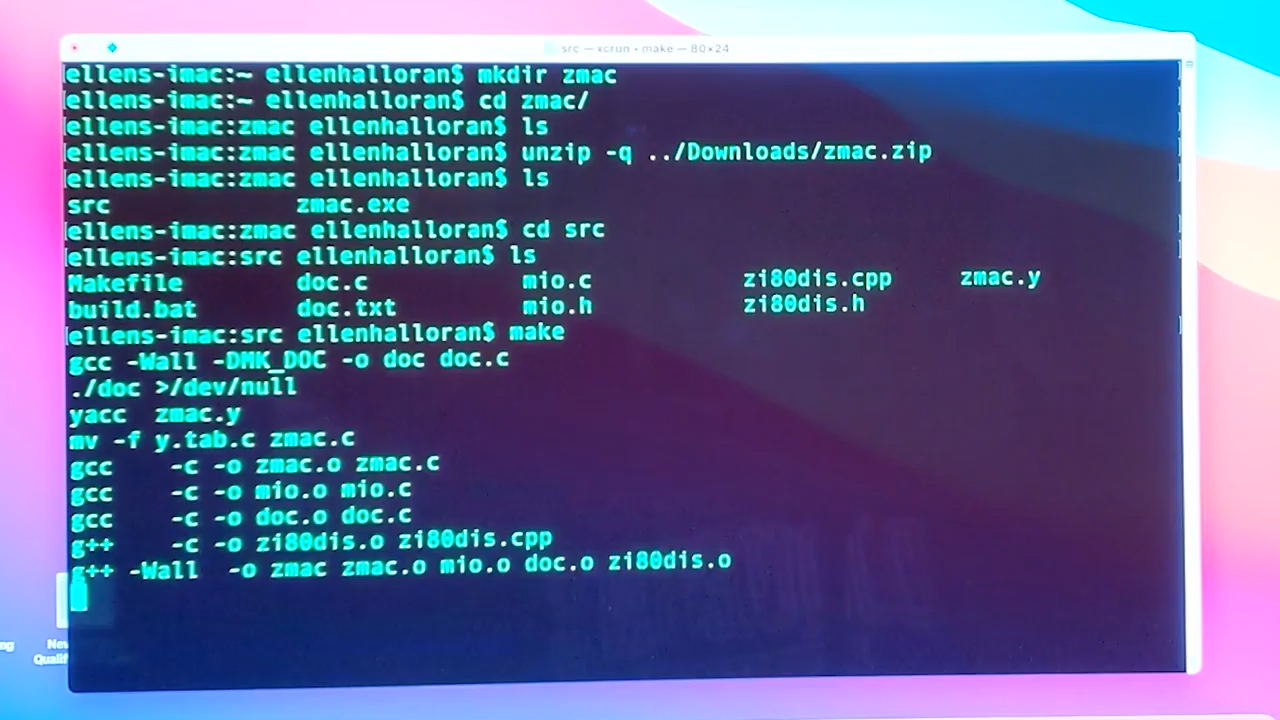 src — xcrun • make — 80×24
ellens-imac:~ ellenhalloran$ mkdir zmac
ellens-imac:~ ellenhalloran$ cd zmac/
ellens-imac:zmac ellenhalloran$ ls
ellens-imac:zmac ellenhalloran$ unzip -q ../Downloads/zmac.zip
ellens-imac:zmac ellenhalloran$ ls
src zmac.exe
ellens-imac:zmac ellenhalloran$ cd src
ellens-imac:src ellenhalloran$ ls
Makefile doc.c mio.c zi80dis.cpp zmac.y
build.bat doc.txt mio.h zi80dis.h
ellens-imac:src ellenhalloran$ make
gcc -Wall -DMK_DOC -o doc doc.c
./doc >/dev/null
yacc zmac.y
mv -f y.tab.c zmac.c
gcc -c -o zmac.o zmac.c
gcc -c -o mio.o mio.c
gcc -c -o doc.o doc.c
g++ -c -o zi80dis.o zi80dis.cpp
g++ -Wall -o zmac zmac.o mio.o doc.o zi80dis.o